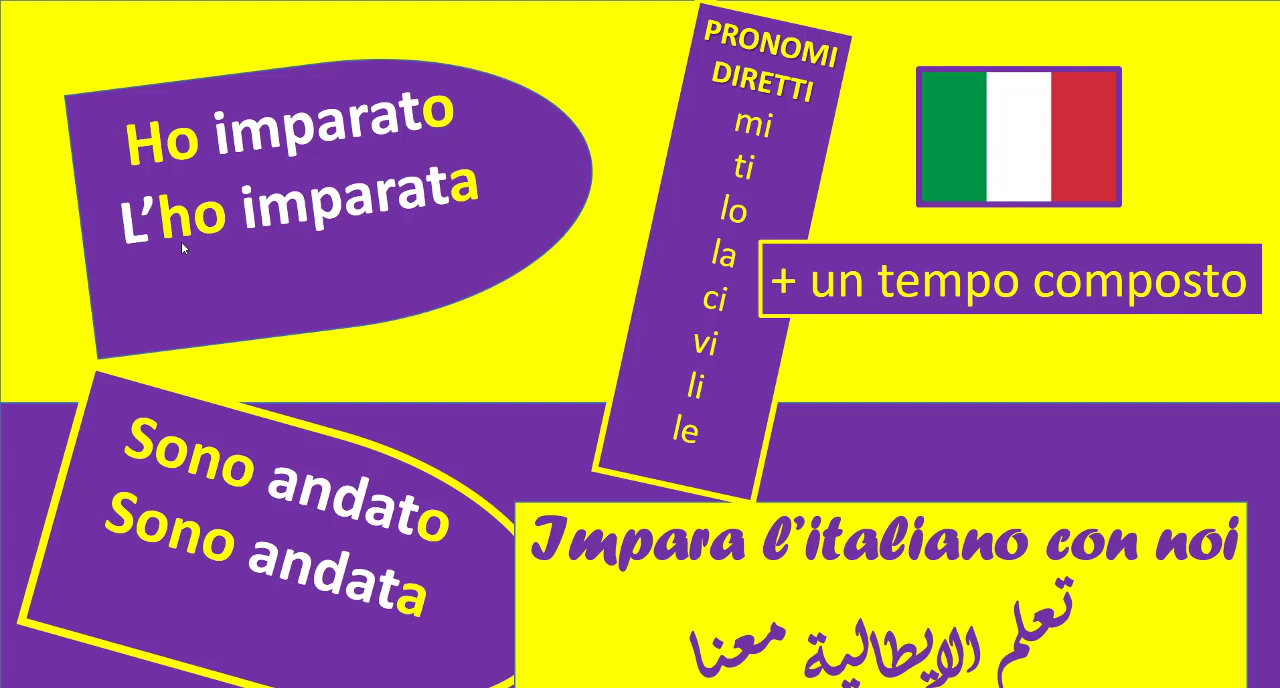 Ho imparato
L’ho imparata
PRONOMI
DIRETTI
mi
ti
lo
la
ci
vi
li
le
+ un tempo composto
Sono andato
Sono andata
Impara l’italiano con noi
تعلم الايطالية معنا